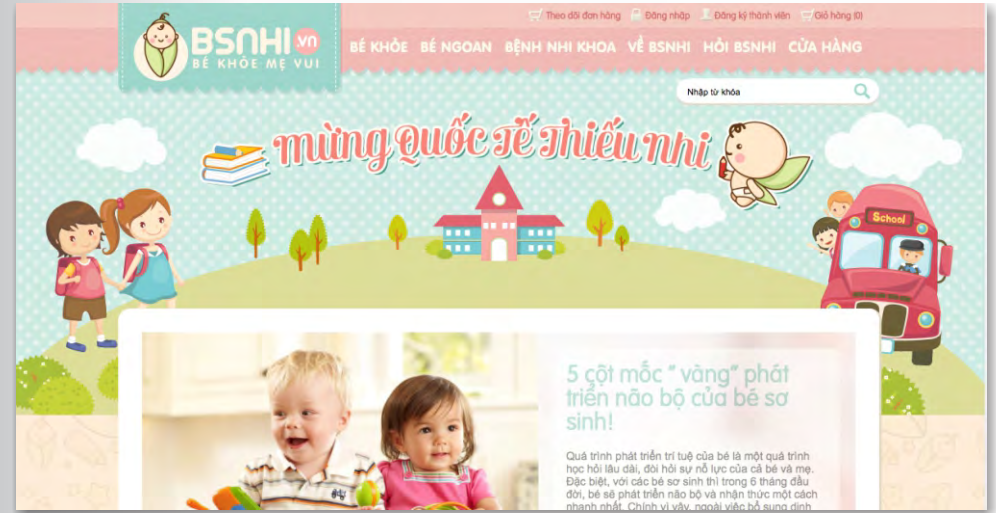 Theo dõi đơn hàng Đăng nhập Đăng ký thành viên Giỏ hàng (0)
BSNHI.vn
BÉ KHỎE MẸ VUI
BÉ KHỎE BÉ NGOAN BỆNH NHI KHOA VỀ BSNHI HỎI BSNHI CỬA HÀNG
Nhập từ khóa
mừng Quốc Tế Thiếu nhi
School
5 cột mốc " vàng" phát
triển não bộ của bé sơ
sinh!
Quá trình phát triển trí tuệ của bé là một quá trình
học hỏi lâu dài, đòi hỏi sự nỗ lực của cả bé và mẹ.
Đặc biệt, với các bé sơ sinh thì trong 6 tháng đầu
đời, bé sẽ phát triển não bộ và nhận thức một cách
nhanh nhất. Chính vì vậy, ngoài việc bổ sung dinh